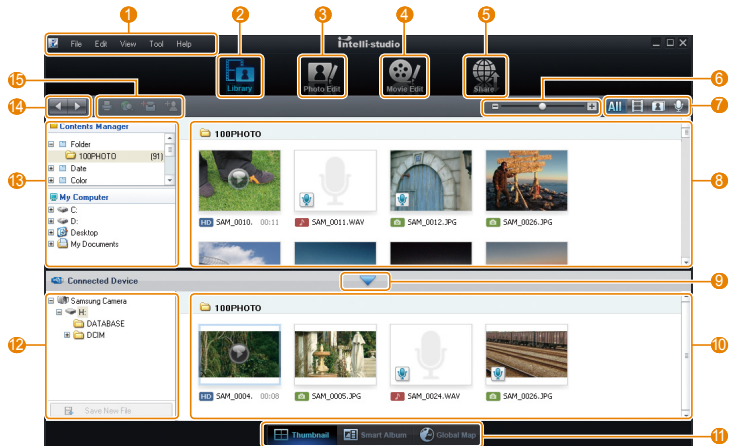 1
2
3
4
5
File Edit View Tool Help
intelli-studio
Library
Photo Edit
Movie Edit
Share
15
6
14
All
7
Contents Manager
Folder
100PHOTO (91)
Date
Color
13
My Computer
C:
D:
Desktop
My Documents
100PHOTO
HD SAM_0010. 00:11
SAM_0011.WAV
SAM_0012.JPG
SAM_0026.JPG
8
Connected Device
9
Samsung Camera
H:
DATABASE
DCIM
12
Save New File
100PHOTO
HD SAM_0004. 00:08
SAM_0005.JPG
SAM_0024.WAV
SAM_0026.JPG
10
Thumbnail
Smart Album
Global Map
11